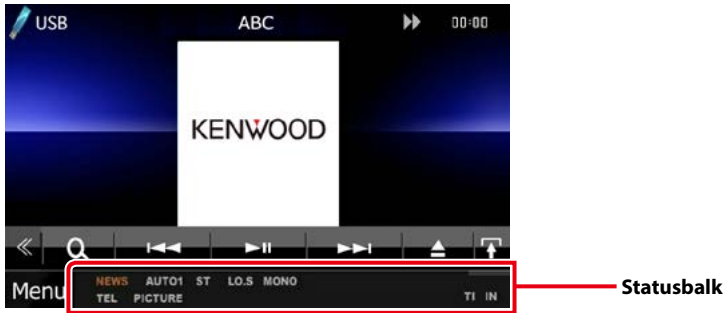 USB ABC 00:00
KENWOOD
Menu
NEWS AUTO1 ST LO.S MONO
TEL PICTURE TI IN
Statusbalk